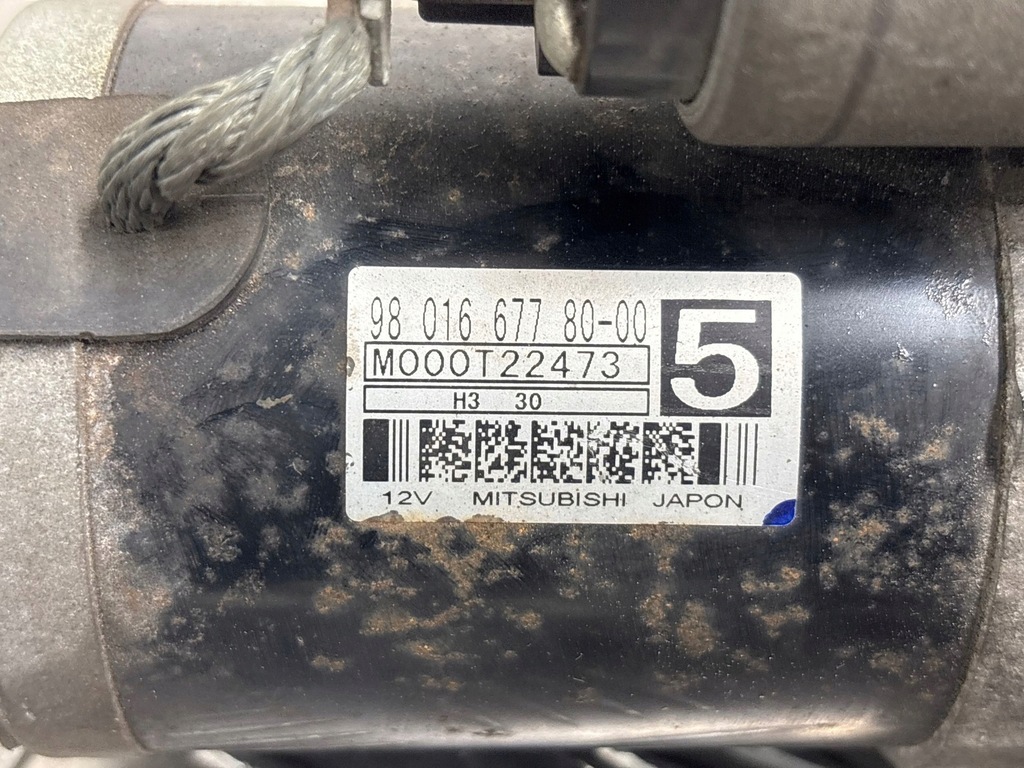 98 016 677 80-00
5
M000T22473
H3 30
12V MITSUBiSHI JAPON